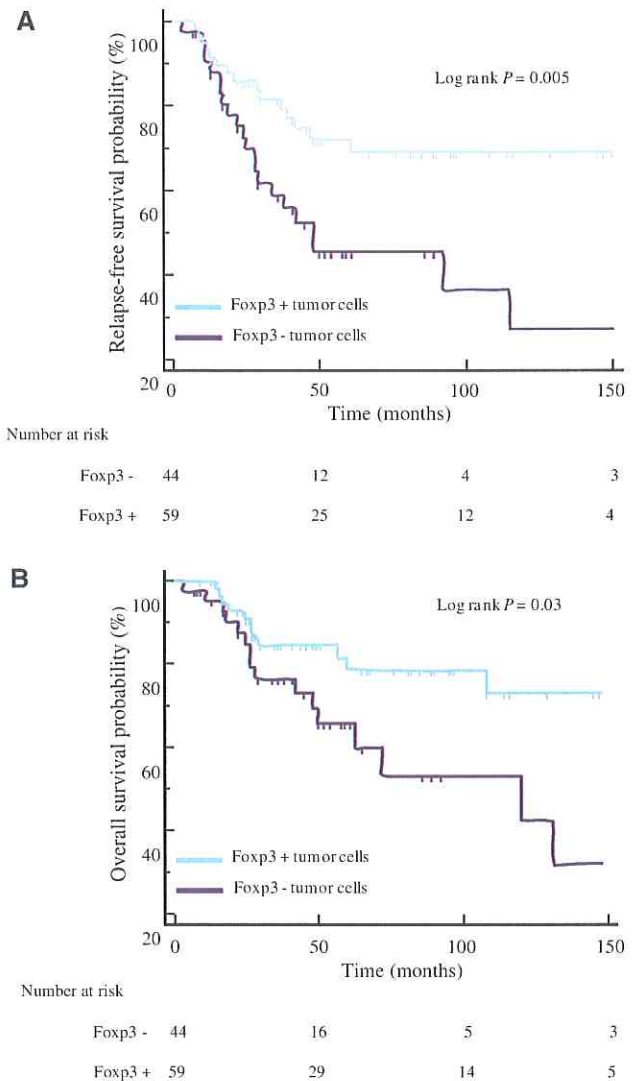 A
Relapse-free survival probability (%)
100
80
60
40
20
Log rank P = 0.005
Foxp3 + tumor cells
Foxp3 - tumor cells
0 50 100 150
Time (months)
Number at risk
Foxp3 - 44 12 4 3
Foxp3 + 59 25 12 4
B
Overall survival probability (%)
100
80
60
40
20
Log rank P = 0.03
Foxp3 + tumor cells
Foxp3 - tumor cells
0 50 100 150
Time (months)
Number at risk
Foxp3 - 44 16 5 3
Foxp3 + 59 29 14 5